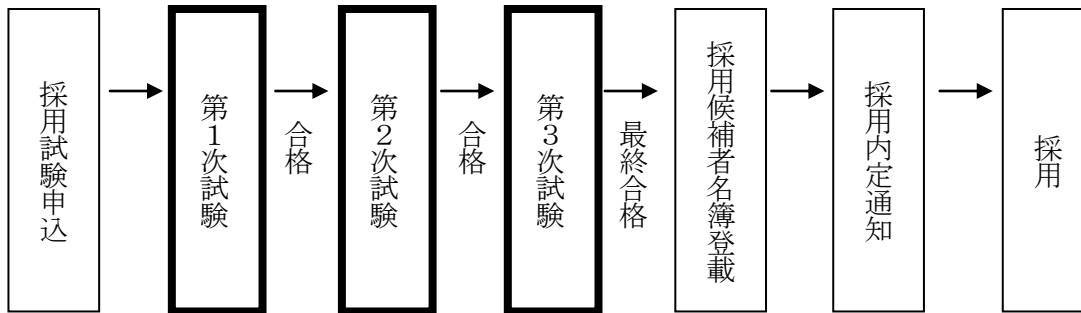 採用試験申込
第１次試験
合格
第２次試験
合格
第３次試験
最終合格
採用候補者名簿登載
採用内定通知
採用